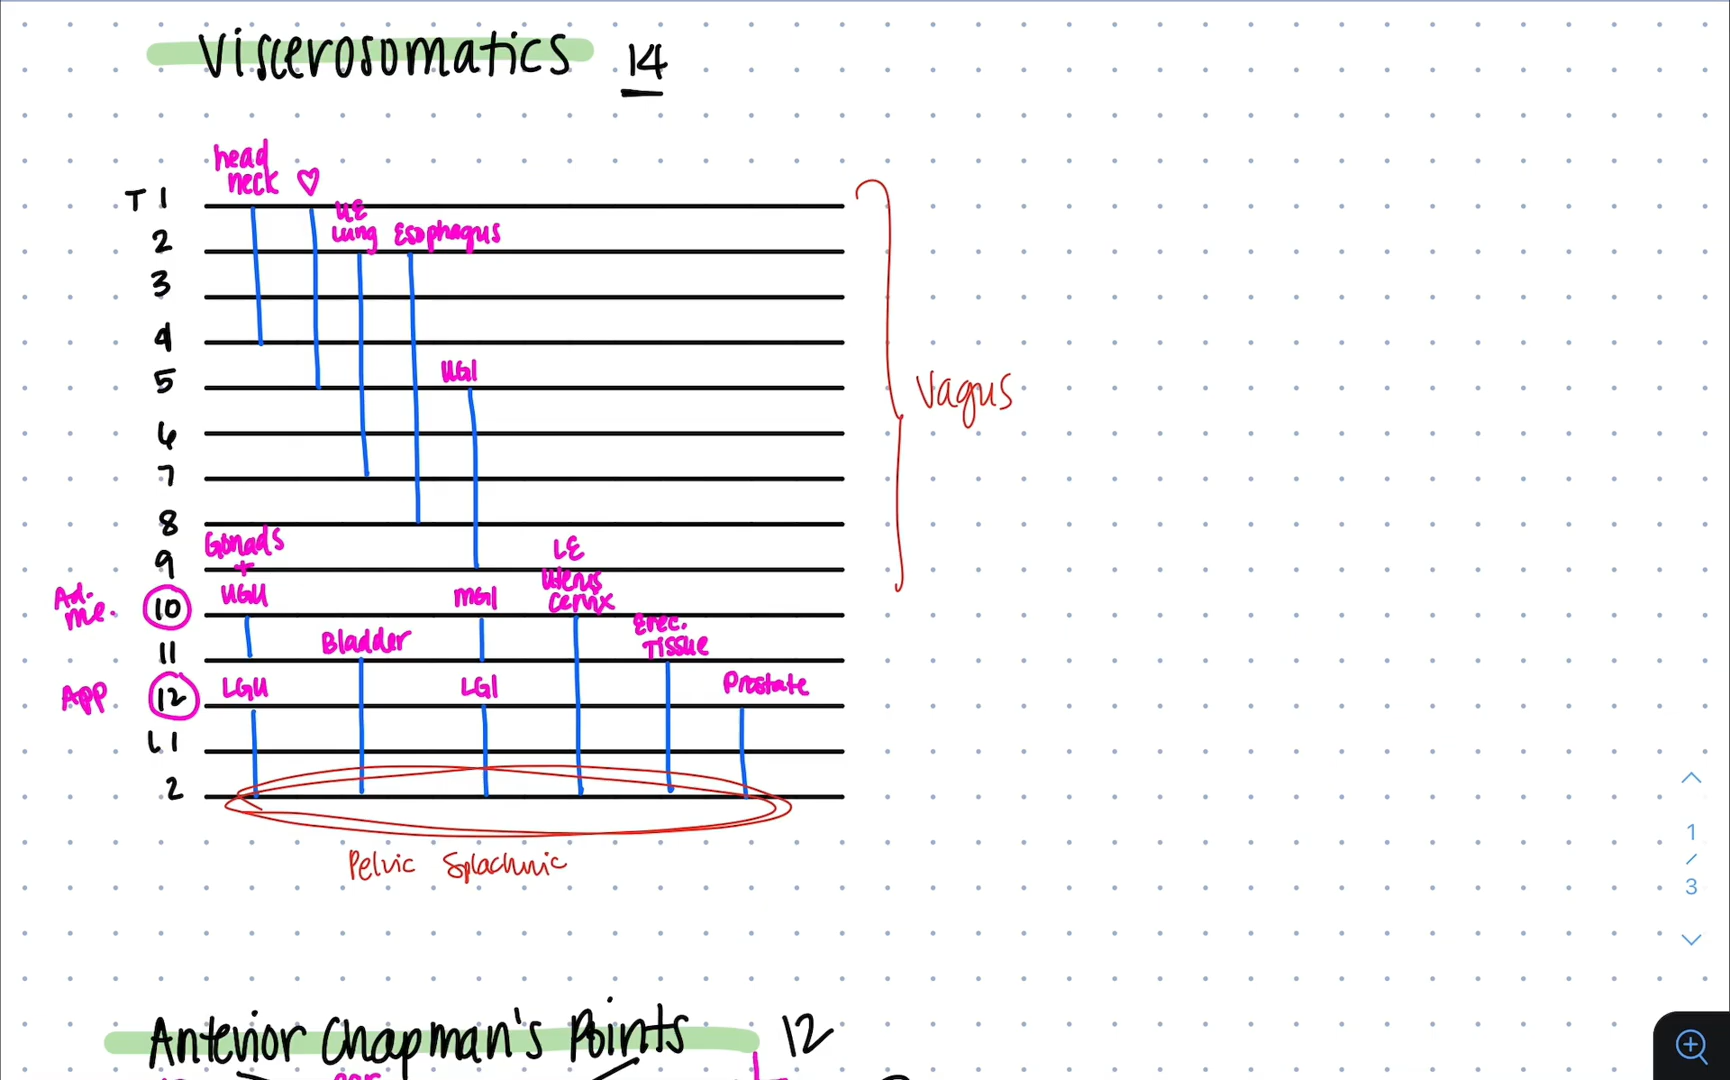 Viscerosomatics 14
head
neck ♡
T 1
UE
Lung Esophagus
2
3
4
UGI
5
6
7
8
Gonads
+
UGU
9
LE
Uterus
Cervix
Ad.
me.
10
MGI
Erec.
Tissue
Bladder
11
App
12
LGU
LGI
Prostate
L1
2
Vagus
Pelvic Splachnic
Anterior Chapman's Points 12
1
/
3